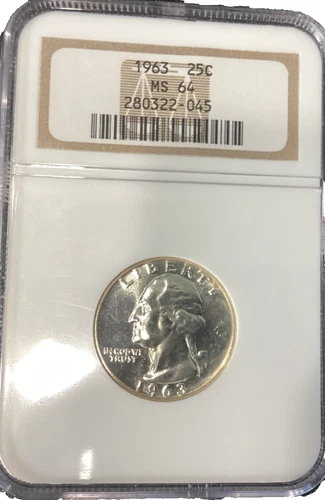 1963 25C
MS 64
280322-045
LIBERTY
IN GOD WE
TRUST
1963